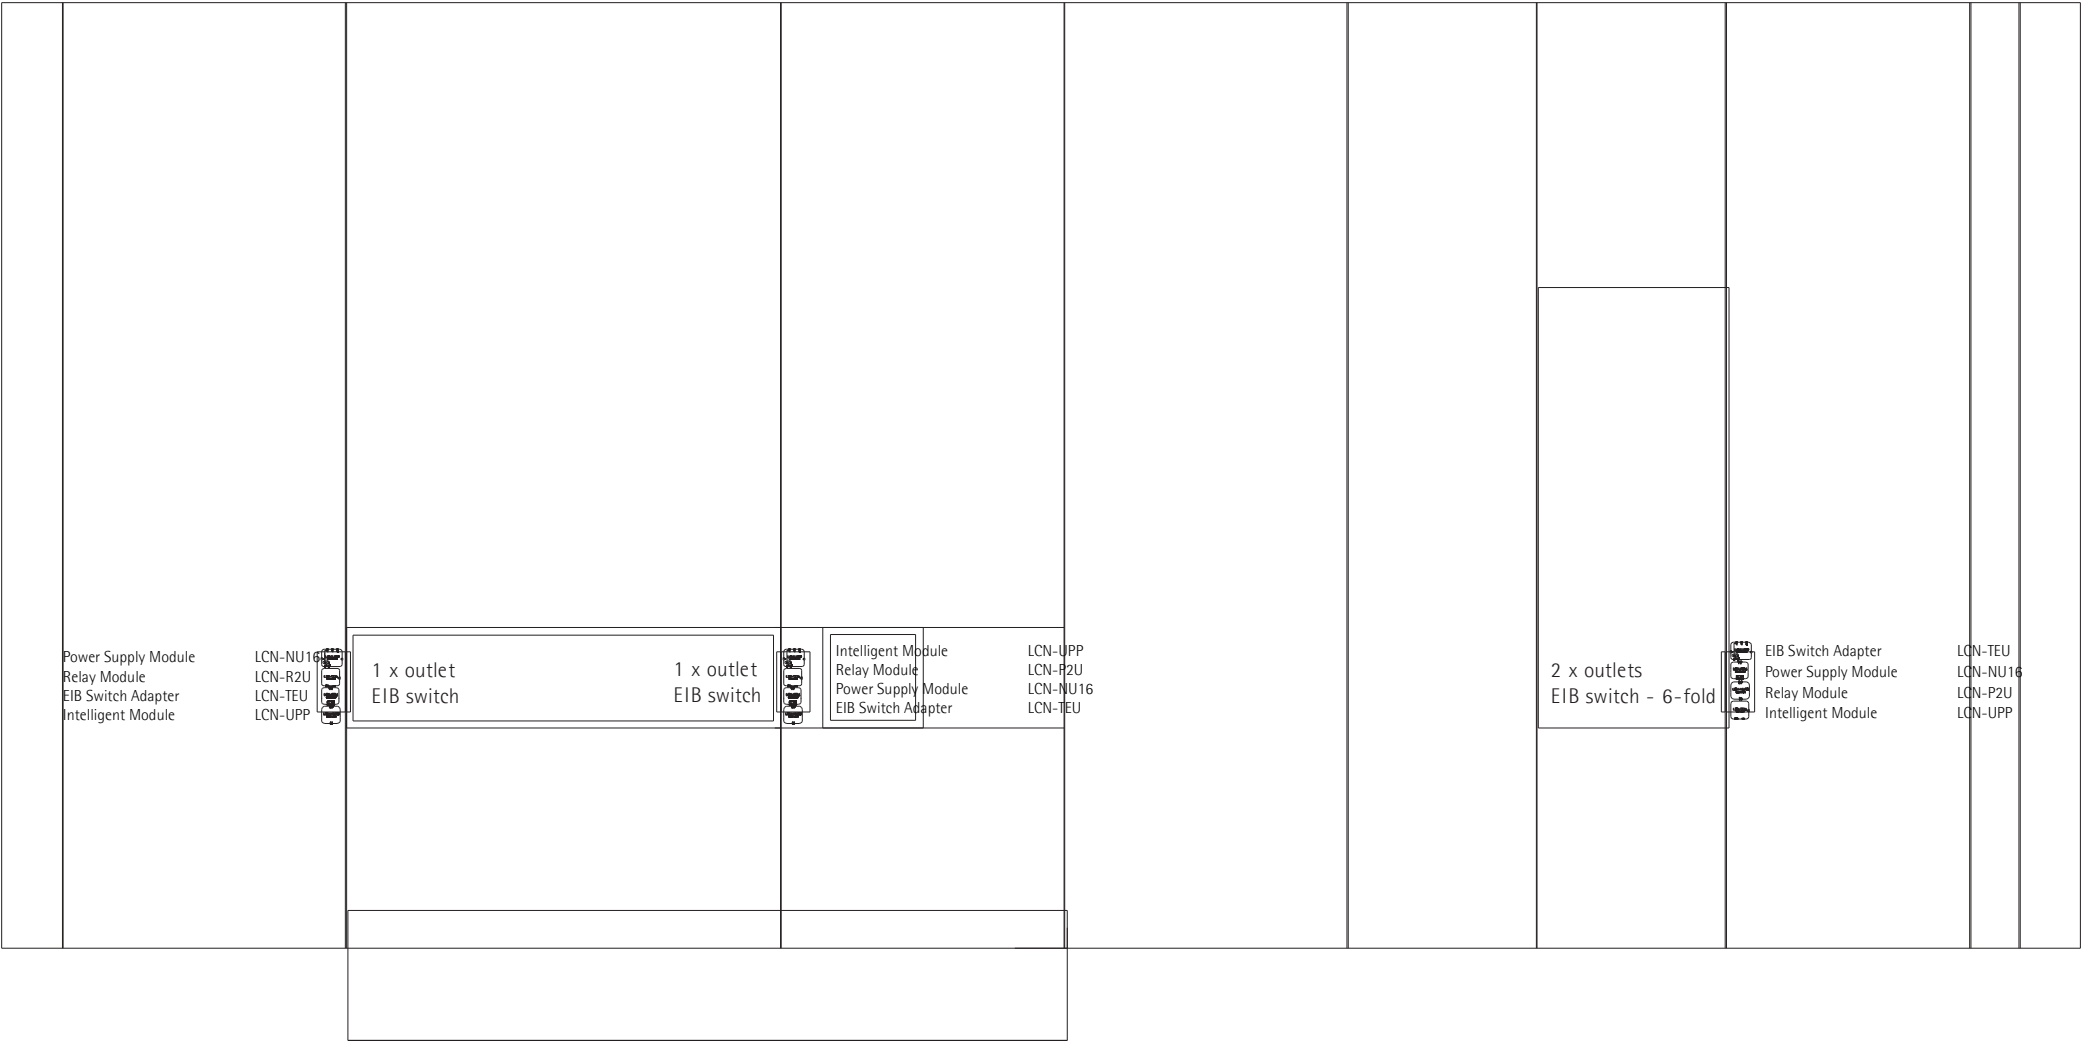 Power Supply Module LCN-NU16
Relay Module LCN-R2U
EIB Switch Adapter LCN-TEU
Intelligent Module LCN-UPP
1 x outlet
EIB switch
1 x outlet
EIB switch
Intelligent Module LCN-UPP
Relay Module LCN-P2U
Power Supply Module LCN-NU16
EIB Switch Adapter LCN-TEU
2 x outlets
EIB switch - 6-fold
EIB Switch Adapter LCN-TEU
Power Supply Module LCN-NU16
Relay Module LCN-P2U
Intelligent Module LCN-UPP